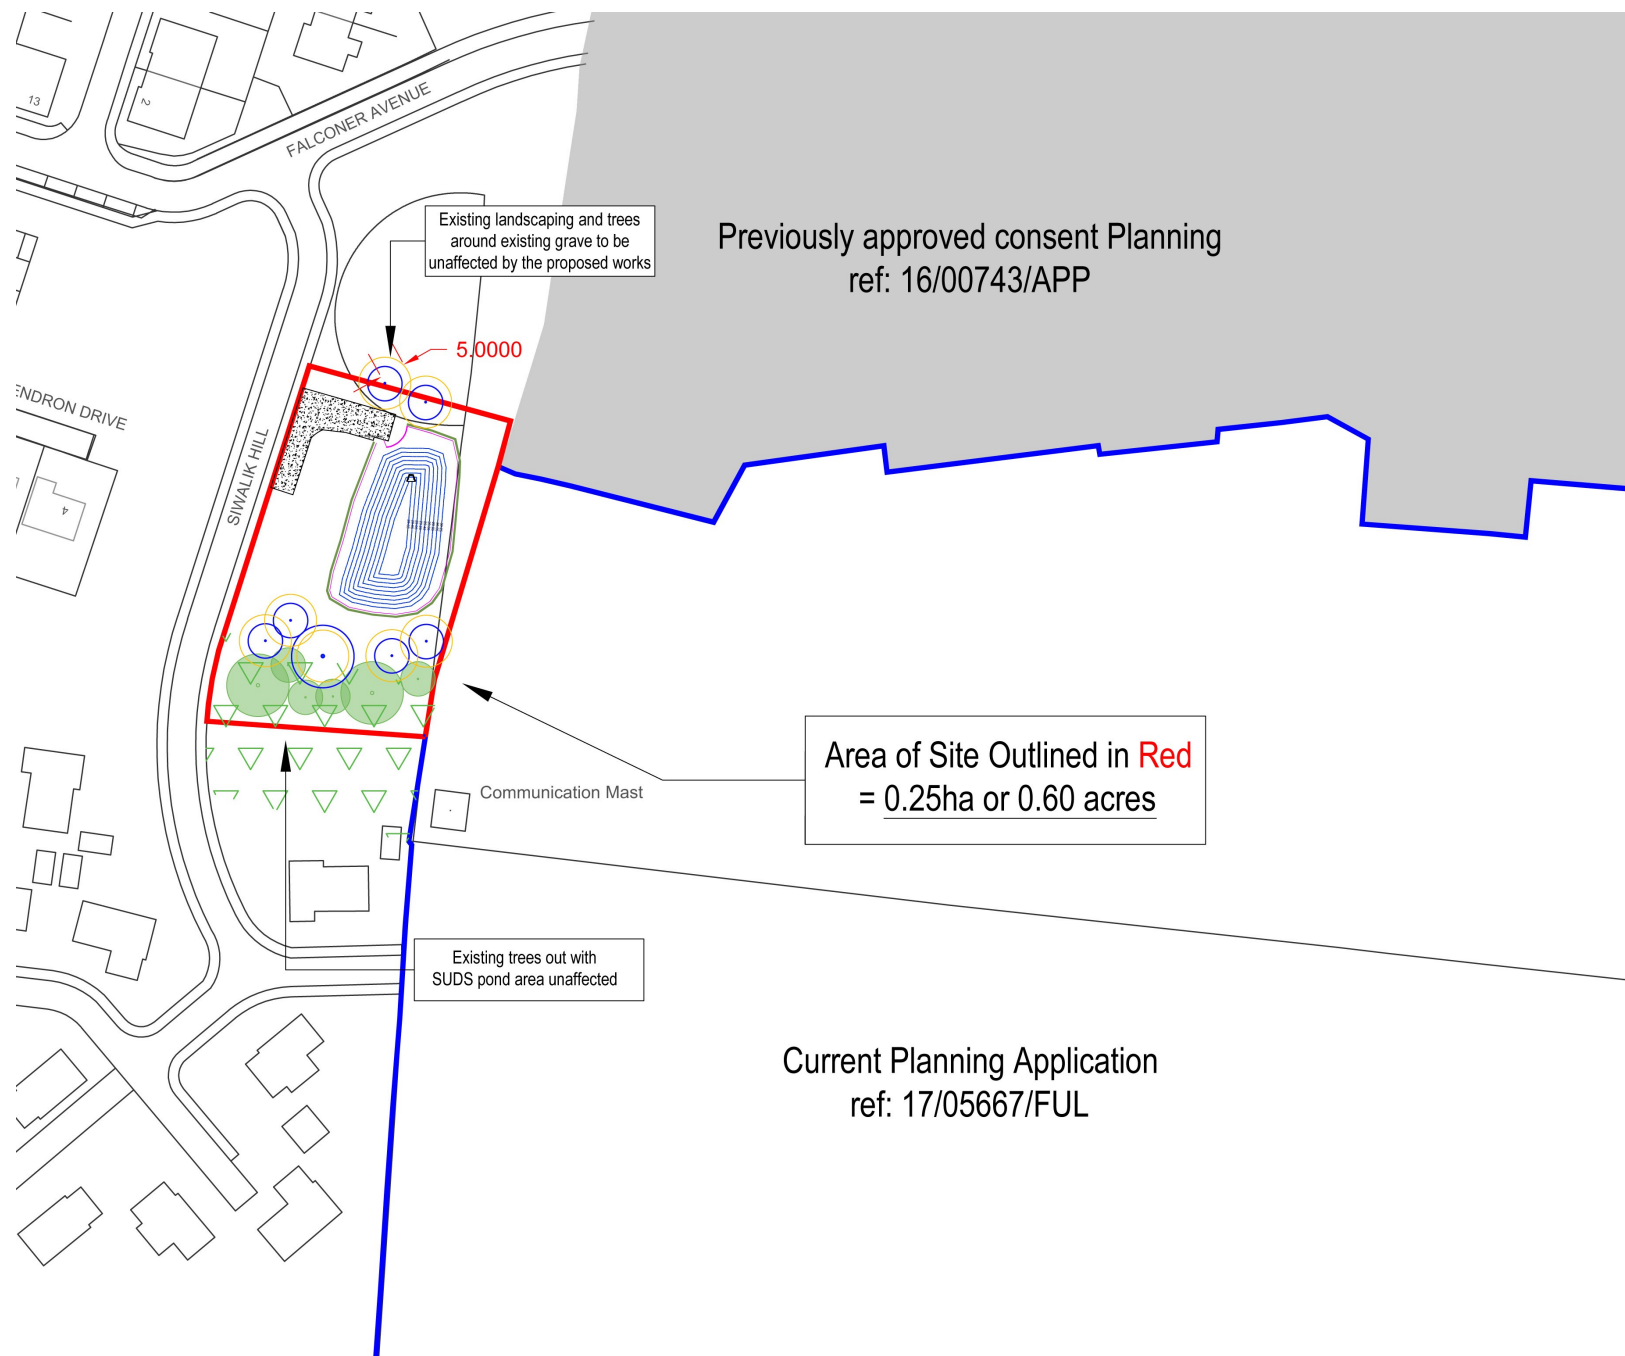 13
2
FALCONER AVENUE
Existing landscaping and trees
around existing grave to be
unaffected by the proposed works
Previously approved consent Planning
ref: 16/00743/APP
5.0000
ENDRON DRIVE
SIWALIK HILL
4
Area of Site Outlined in Red
= 0.25ha or 0.60 acres
Communication Mast
Existing trees out with
SUDS pond area unaffected
Current Planning Application
ref: 17/05667/FUL